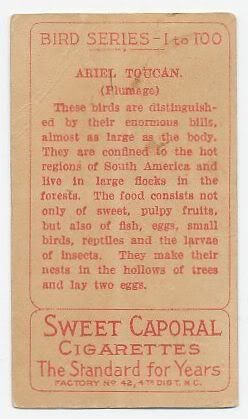 BIRD SERIES-1 to 100
ARIEL TOUCAN.
(Plumage)
These birds are distinguish-
ed by their enormous bills,
almost as large as the body.
They are confined to the hot
regions of South America and
live in large flocks in the
forests. The food consists not
only of sweet, pulpy fruits,
but also of fish, eggs, small
birds, reptiles and the larvae
of insects. They make their
nests in the hollows of trees
and lay two eggs.
SWEET CAPORAL
CIGARETTES
The Standard for Years
FACTORY No 42, 4TH DIST. N.C.